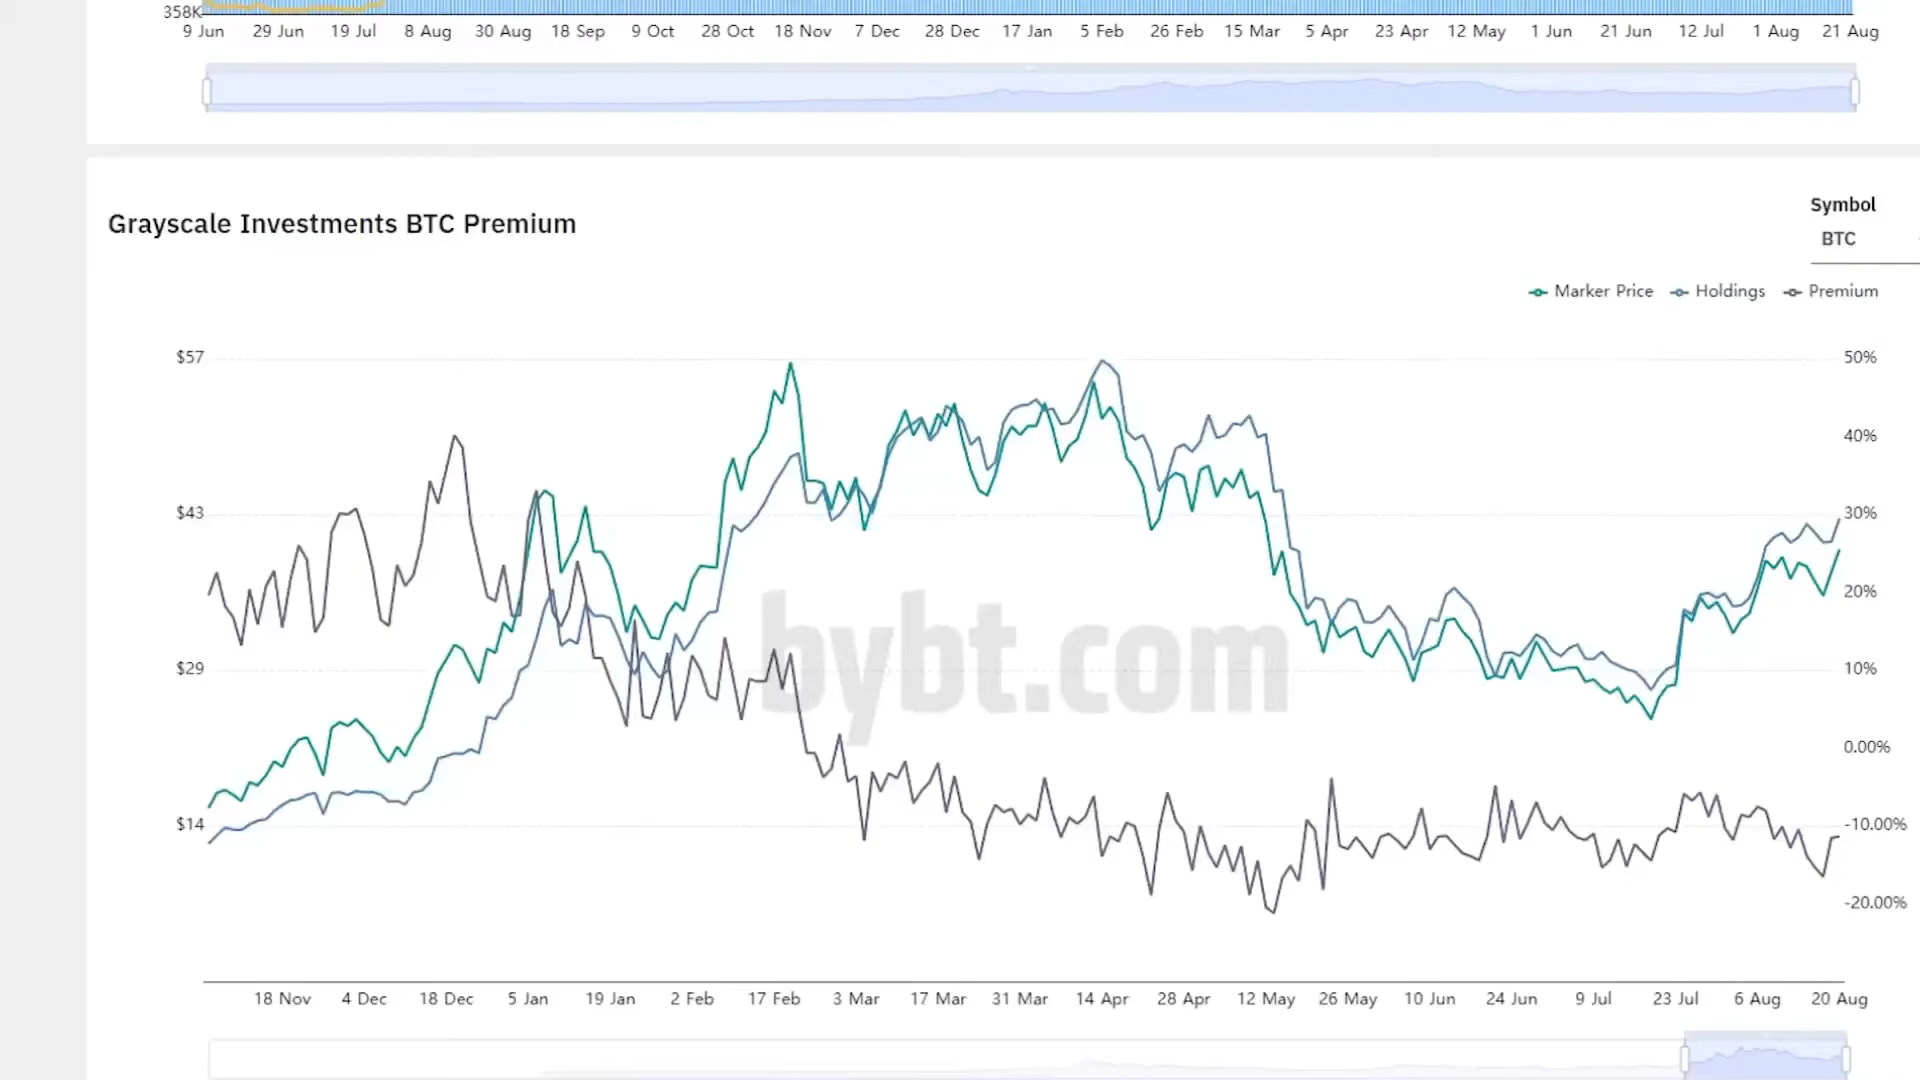 358K
9 Jun 29 Jun 19 Jul 8 Aug 30 Aug 18 Sep 9 Oct 28 Oct 18 Nov 7 Dec 28 Dec 17 Jan 5 Feb 26 Feb 15 Mar 5 Apr 23 Apr 12 May 1 Jun 21 Jun 12 Jul 1 Aug 21 Aug
Symbol
Grayscale Investments BTC Premium
BTC
Marker Price Holdings Premium
$57 50%
40%
$43 30%
20%
bybt.com
$29 10%
0.00%
$14 -10.00%
-20.00%
18 Nov 4 Dec 18 Dec 5 Jan 19 Jan 2 Feb 17 Feb 3 Mar 17 Mar 31 Mar 14 Apr 28 Apr 12 May 26 May 10 Jun 24 Jun 9 Jul 23 Jul 6 Aug 20 Aug